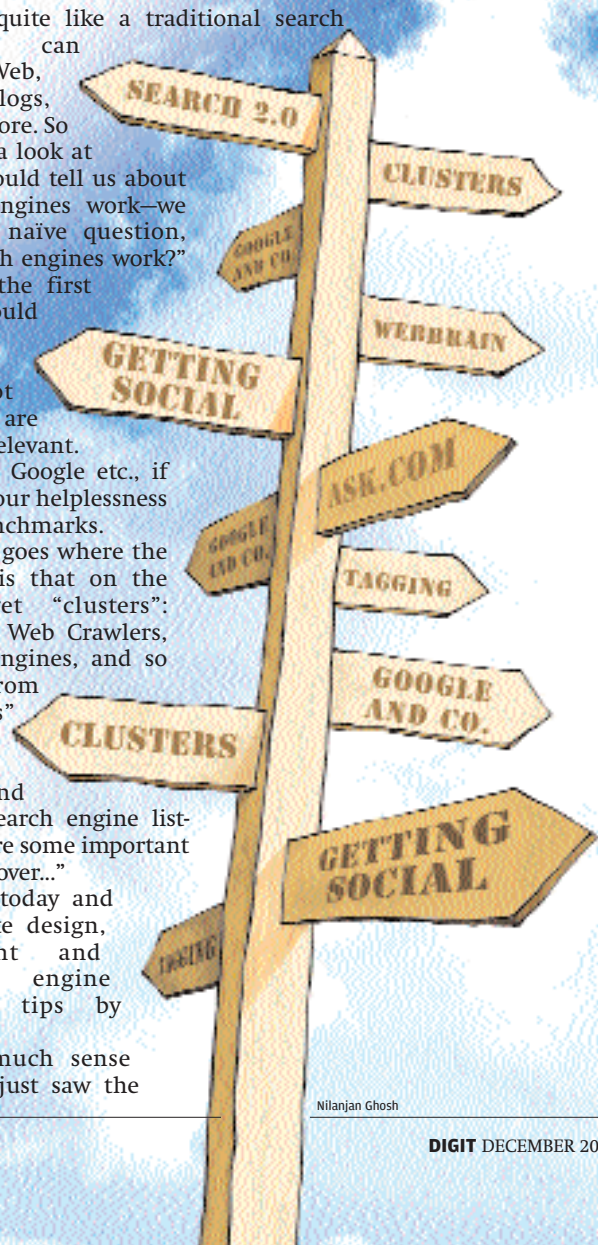 quite like a traditional search
can
Web,
logs,
ore. So
a look at
ould tell us about
ngines work—we
naïve question,
h engines work?”
the first
ould
ot
are
elevant.
Google etc., if
our helplessness
nchmarks.
goes where the
is that on the
et “clusters”:
Web Crawlers,
ngines, and so
rom
s”
nd
earch engine list-
re some important
over...”
today and
te design,
nt and
engine
tips by
much sense
just saw the
SEARCH 2.0
CLUSTERS
GOOGLE
AND CO.
WEBBRAIN
GETTING
SOCIAL
ASK.COM
GOOGLE
AND CO.
TAGGING
GOOGLE
AND CO.
CLUSTERS
GETTING
SOCIAL
TAGGING
Nilanjan Ghosh
DIGIT DECEMBER 20